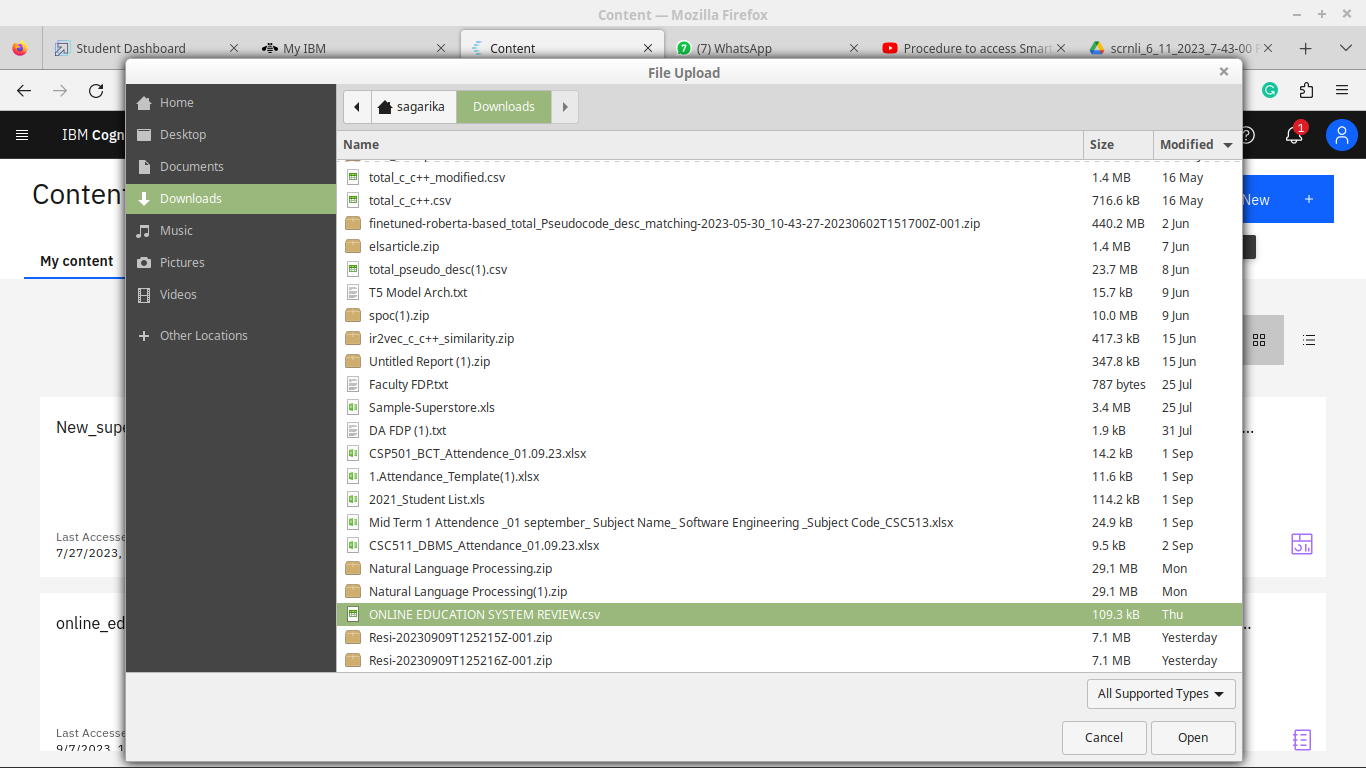 Content — Mozilla Firefox
Student Dashboard
My IBM
Content
(7) WhatsApp
Procedure to access Smar
scrnli_6_11_2023_7-43-00
File Upload
Home
Desktop
Documents
Downloads
Music
Pictures
Videos
Other Locations
sagarika
Downloads
IBM Cogn
1
Content
New +
My content
Name Size Modified
total_c_c++_modified.csv 1.4 MB 16 May
total_c_c++.csv 716.6 kB 16 May
finetuned-roberta-based_total_Pseudocode_desc_matching-2023-05-30_10-43-27-20230602T151700Z-001.zip 440.2 MB 2 Jun
elsarticle.zip 1.4 MB 7 Jun
total_pseudo_desc(1).csv 23.7 MB 8 Jun
T5 Model Arch.txt 15.7 kB 9 Jun
spoc(1).zip 10.0 MB 9 Jun
ir2vec_c_c++_similarity.zip 417.3 kB 15 Jun
Untitled Report (1).zip 347.8 kB 15 Jun
Faculty FDP.txt 787 bytes 25 Jul
Sample-Superstore.xls 3.4 MB 25 Jul
DA FDP (1).txt 1.9 kB 31 Jul
CSP501_BCT_Attendence_01.09.23.xlsx 14.2 kB 1 Sep
1.Attendance_Template(1).xlsx 11.6 kB 1 Sep
2021_Student List.xls 114.2 kB 1 Sep
Mid Term 1 Attendence _01 september_ Subject Name_ Software Engineering _Subject Code_CSC513.xlsx 24.9 kB 1 Sep
CSC511_DBMS_Attendance_01.09.23.xlsx 9.5 kB 2 Sep
Natural Language Processing.zip 29.1 MB Mon
Natural Language Processing(1).zip 29.1 MB Mon
ONLINE EDUCATION SYSTEM REVIEW.csv 109.3 kB Thu
Resi-20230909T125215Z-001.zip 7.1 MB Yesterday
Resi-20230909T125216Z-001.zip 7.1 MB Yesterday
New_supe
...
Last Accesse
7/27/2023,
online_ed
Last Accesse
9/7/2023, 1
All Supported Types
Cancel
Open